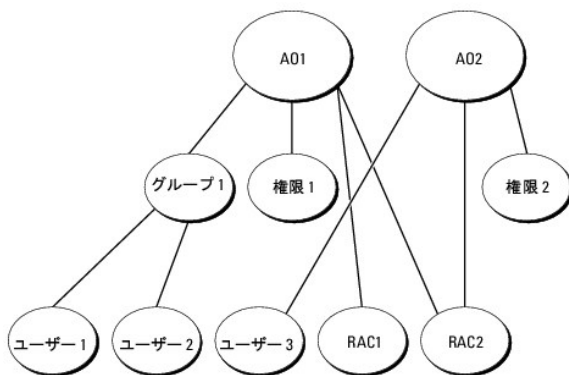 A01
A02
グループ 1
権限 1
権限 2
ユーザー 1
ユーザー 2
ユーザー 3
RAC1
RAC2